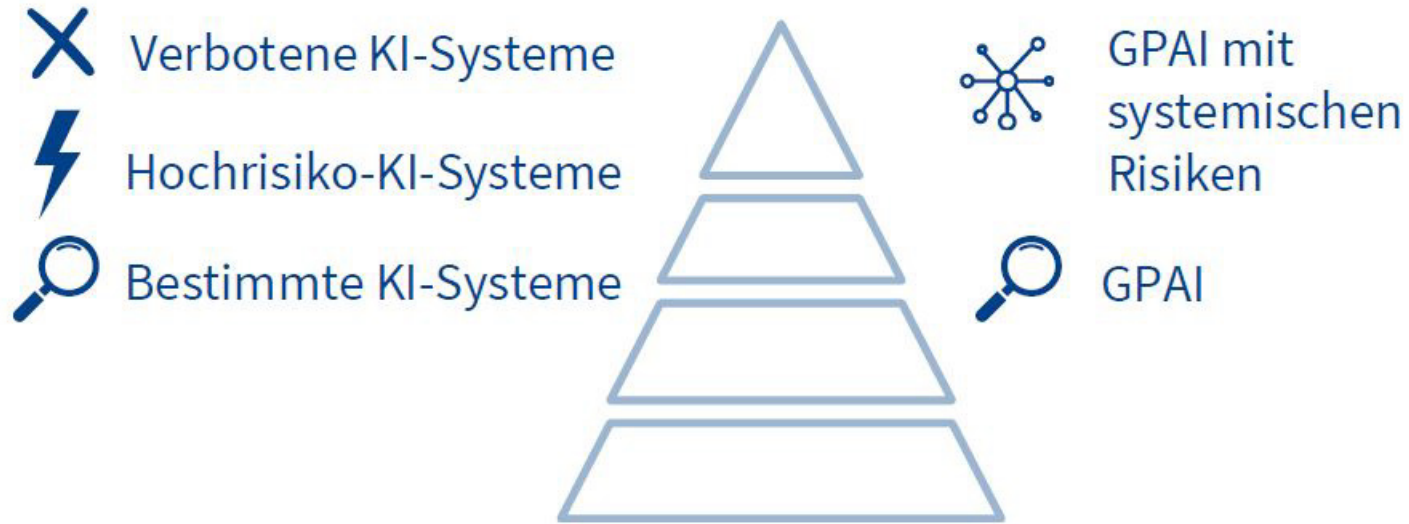 Verbotene KI-Systeme
Hochrisiko-KI-Systeme
Bestimmte KI-Systeme
GPAI mit
systemischen
Risiken
GPAI